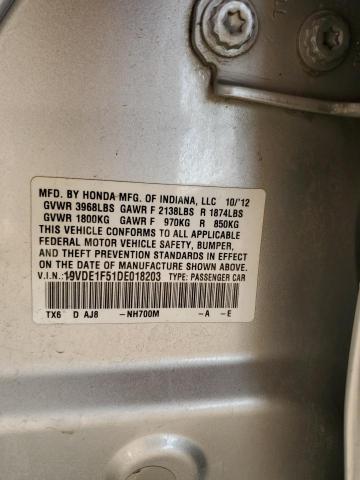 MFD. BY HONDA MFG. OF INDIANA, LLC 10/'12
GVWR 3968LBS GAWR F 2138LBS R 1874LBS
GVWR 1800KG GAWR F 970KG R 850KG
THIS VEHICLE CONFORMS TO ALL APPLICABLE
FEDERAL MOTOR VEHICLE SAFETY, BUMPER,
AND THEFT PREVENTION STANDARDS IN EFFECT
ON THE DATE OF MANUFACTURE SHOWN ABOVE.
V.I.N.: 19VDE1F51DE018203 TYPE: PASSENGER CAR
TX6 D AJ8 -NH700M -A -E